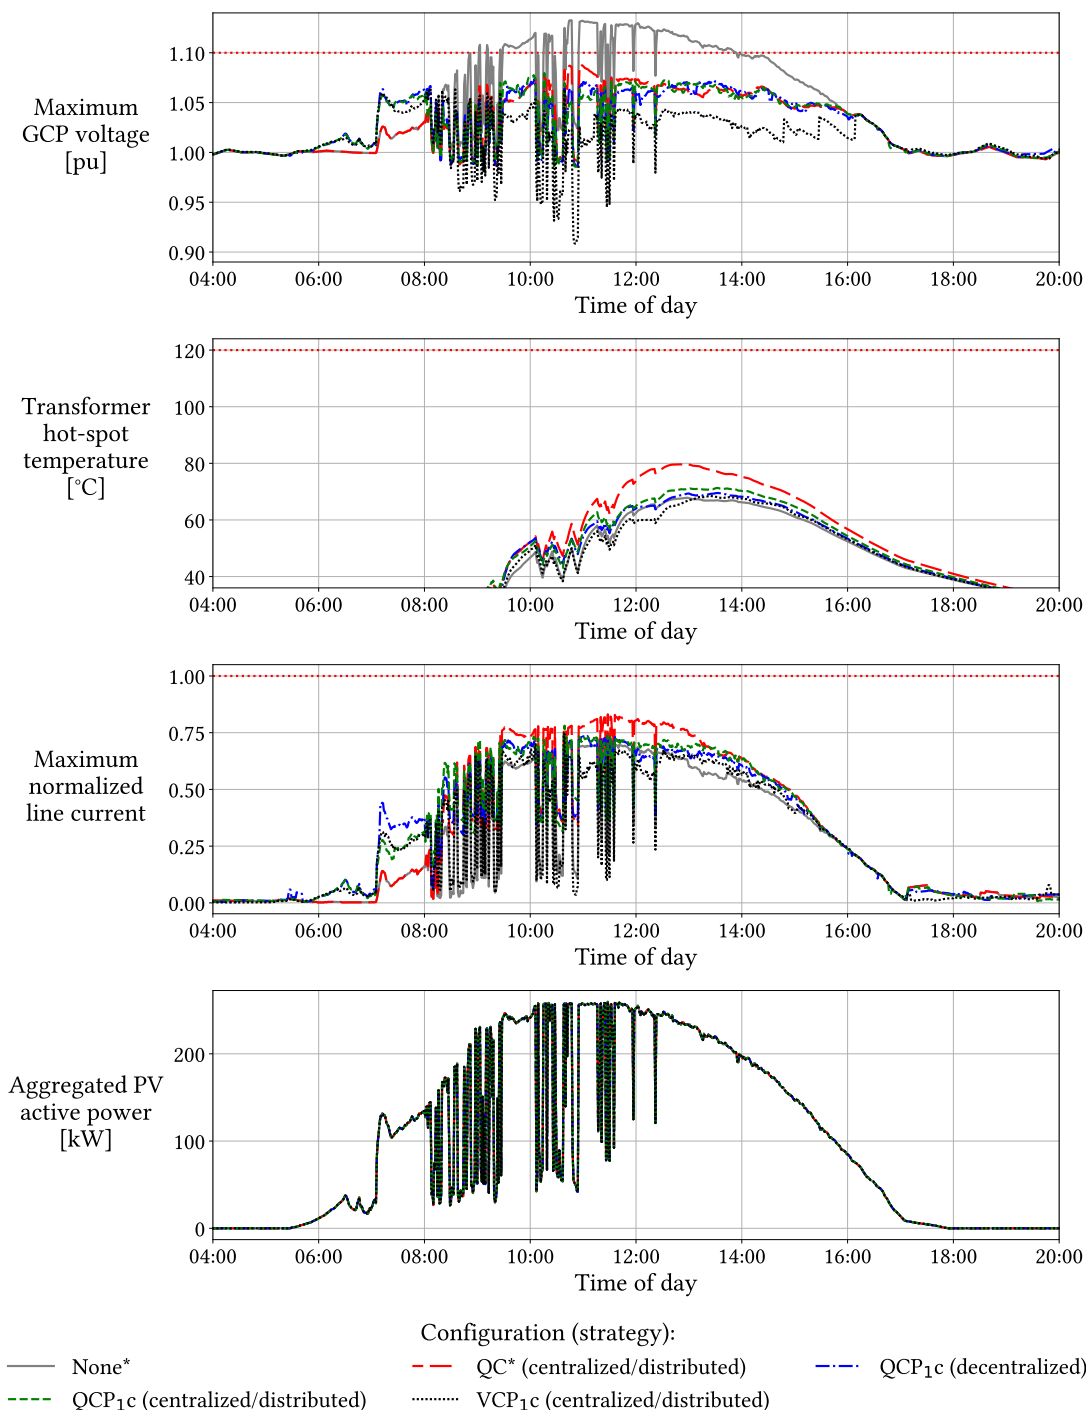 1.10
1.05
1.00
0.95
0.90
Maximum
GCP voltage
[pu]
04:00 06:00 08:00 10:00 12:00 14:00 16:00 18:00 20:00
Time of day
120
100
80
60
40
Transformer
hot-spot
temperature
[°C]
04:00 06:00 08:00 10:00 12:00 14:00 16:00 18:00 20:00
Time of day
1.00
0.75
0.50
0.25
0.00
Maximum
normalized
line current
04:00 06:00 08:00 10:00 12:00 14:00 16:00 18:00 20:00
Time of day
200
100
0
Aggregated PV
active power
[kW]
04:00 06:00 08:00 10:00 12:00 14:00 16:00 18:00 20:00
Time of day
Configuration (strategy):
None* QC* (centralized/distributed) QCP₁c (decentralized)
QCP₁c (centralized/distributed) VCP₁c (centralized/distributed)